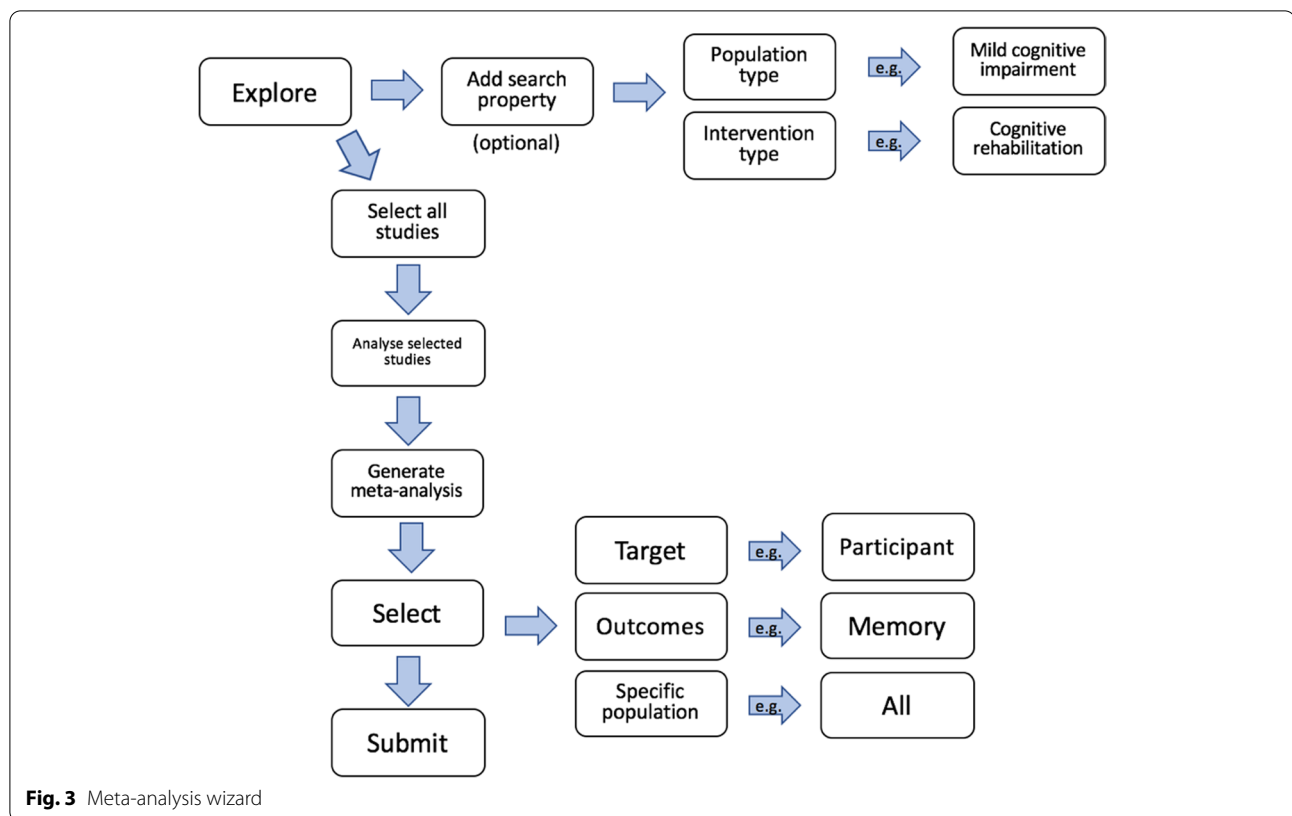 Explore
Add search
property
(optional)
Population
type
e.g.
Mild cognitive
impairment
Intervention
type
e.g.
Cognitive
rehabilitation
Select all
studies
Analyse selected
studies
Generate
meta-analysis
Select
Target
e.g.
Participant
Outcomes
e.g.
Memory
Specific
population
e.g.
All
Submit
Fig. 3 Meta-analysis wizard